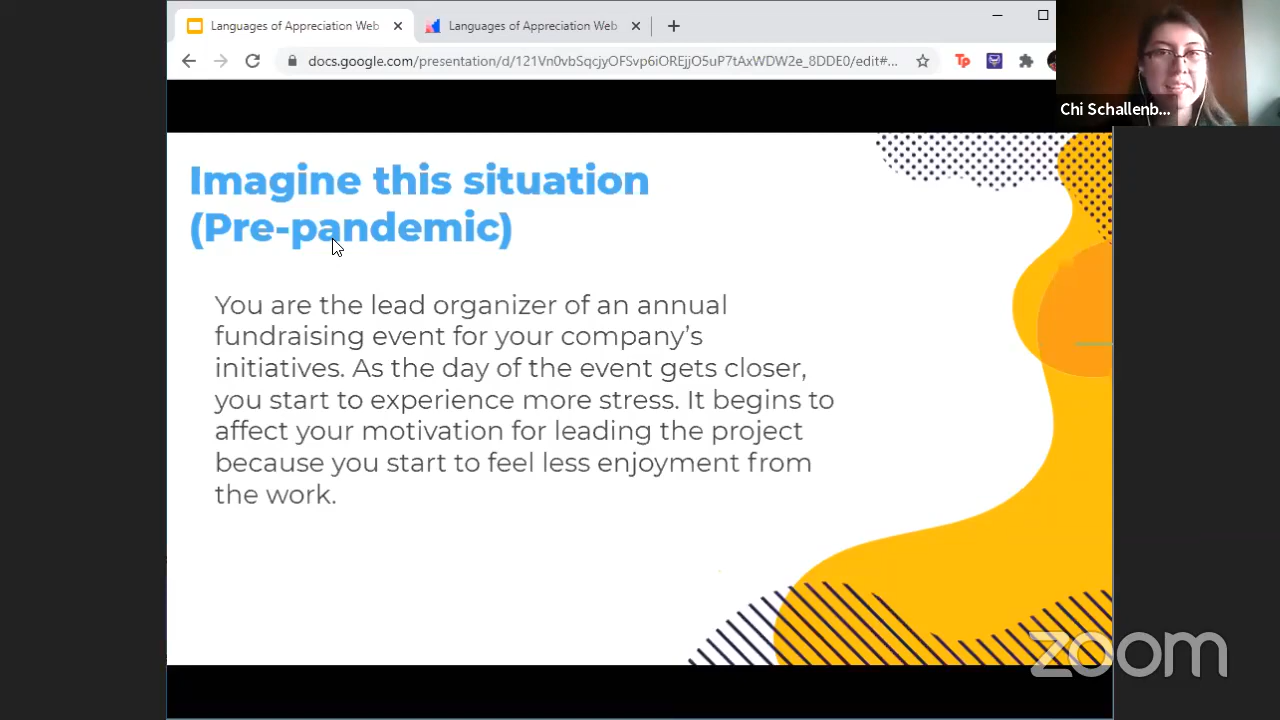 Languages of Appreciation Web
Languages of Appreciation Web
docs.google.com/presentation/d/121Vn0vbSqcjyOFSvp6iOREjjO5uP7tAxWDW2e_8DDE0/edit#...
Tp
Chi Schallenb...
Imagine this situation
(Pre-pandemic)
You are the lead organizer of an annual
fundraising event for your company’s
initiatives. As the day of the event gets closer,
you start to experience more stress. It begins to
affect your motivation for leading the project
because you start to feel less enjoyment from
the work.
zoom